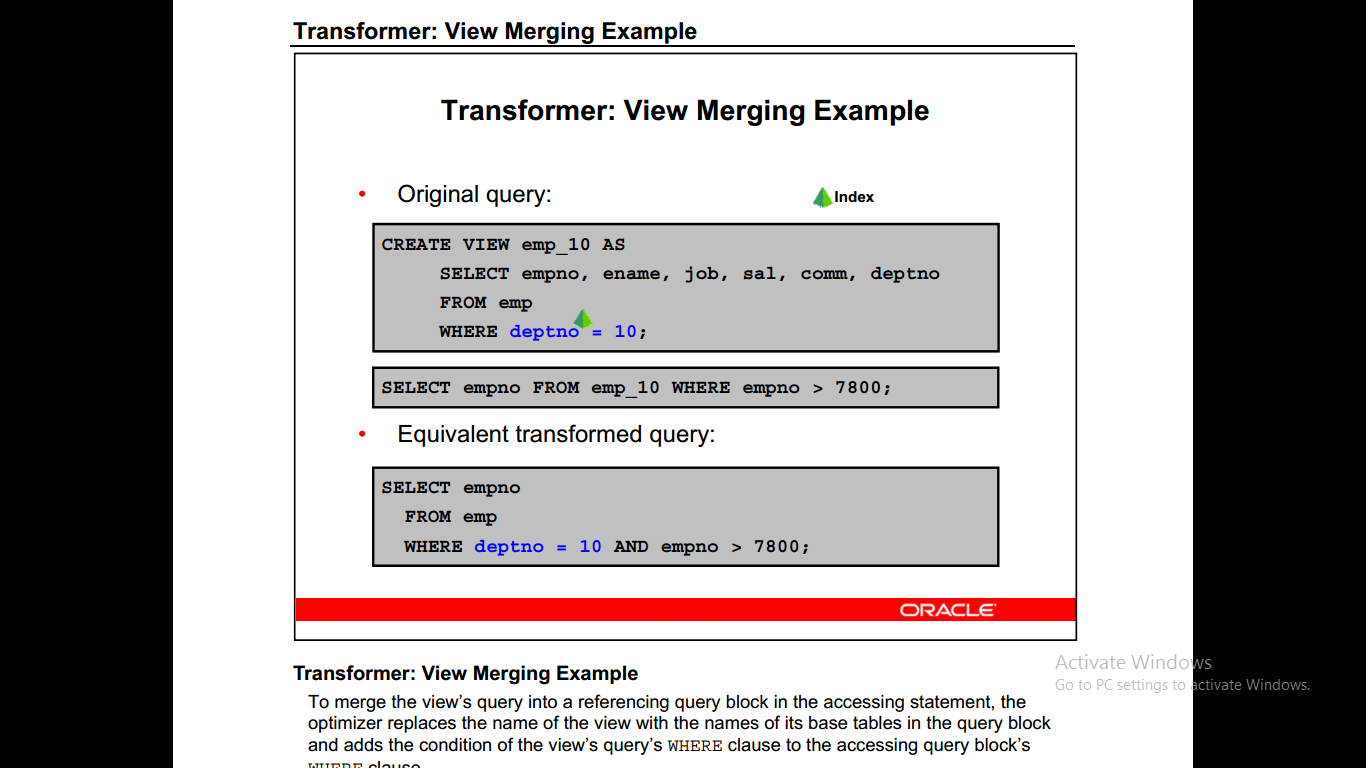 Transformer: View Merging Example
Transformer: View Merging Example
• Original query:
Index
CREATE VIEW emp_10 AS
SELECT empno, ename, job, sal, comm, deptno
FROM emp
WHERE deptno = 10;
SELECT empno FROM emp_10 WHERE empno > 7800;
• Equivalent transformed query:
SELECT empno
FROM emp
WHERE deptno = 10 AND empno > 7800;
ORACLE
Transformer: View Merging Example
To merge the view’s query into a referencing query block in the accessing statement, the
optimizer replaces the name of the view with the names of its base tables in the query block
and adds the condition of the view’s query’s WHERE clause to the accessing query block’s
WHERE clause
Activate Windows
Go to PC settings to activate Windows.